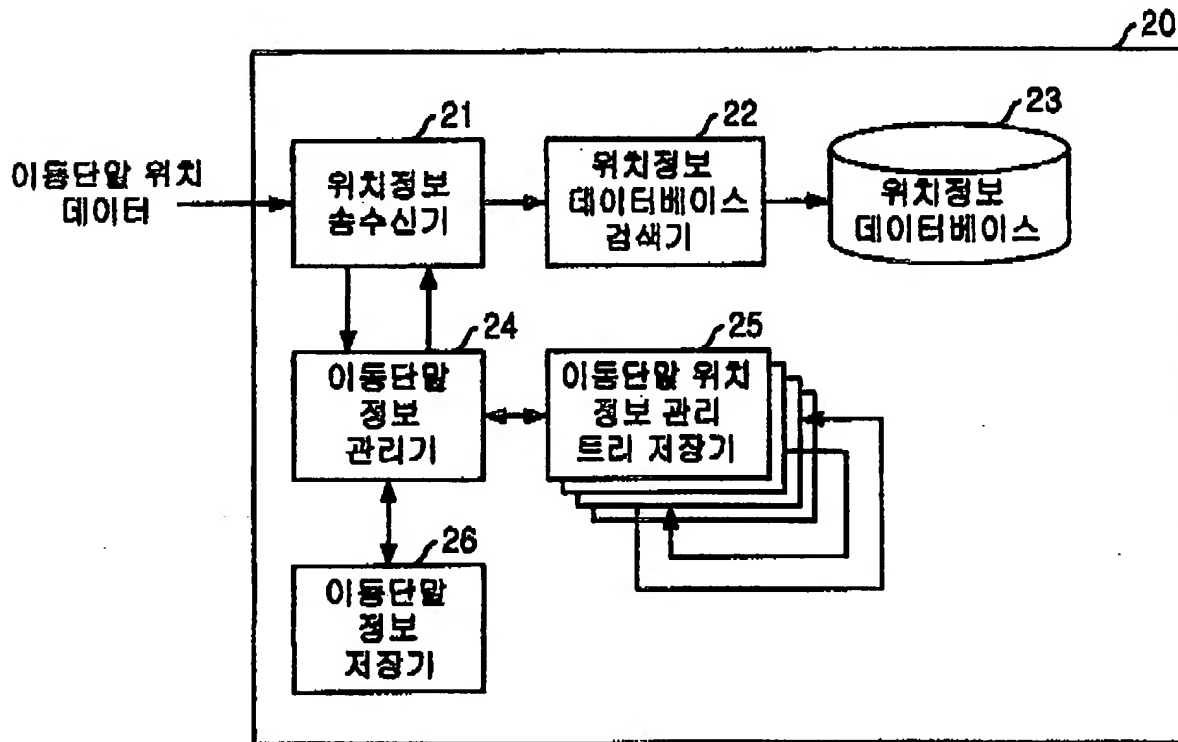 20
21
22
23
이동단말 위치
데이터
위치정보
송수신기
위치정보
데이터베이스
검색기
위치정보
데이터베이스
24
25
이동단말
정보
관리기
이동단말 위치
정보 관리
트리 저장기
26
이동단말
정보
저장기